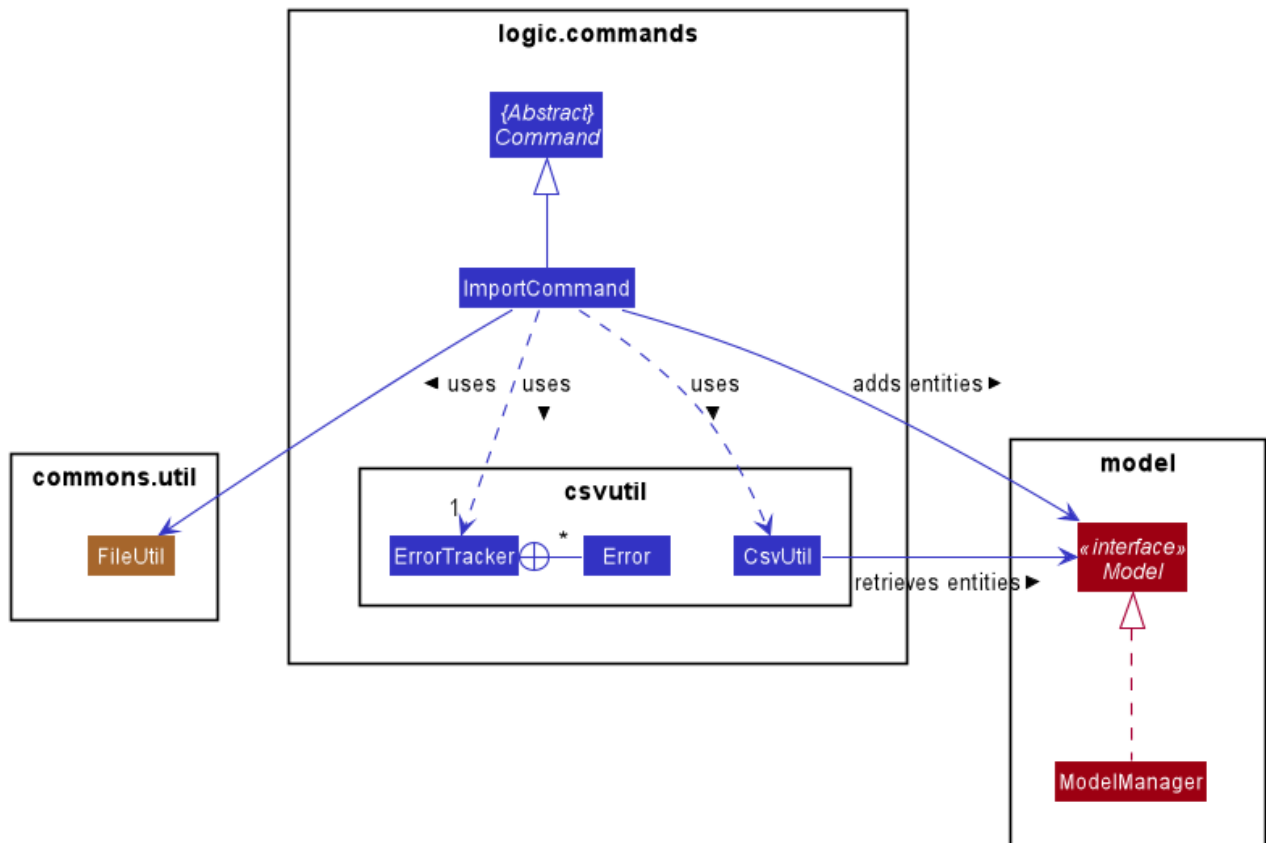 logic.commands
{Abstract}
Command
ImportCommand
◄ uses
uses
▼
uses
▼
adds entities ►
commons.util
FileUtil
csvutil
1
ErrorTracker
*
Error
CsvUtil
retrieves entities ►
model
«interface»
Model
ModelManager